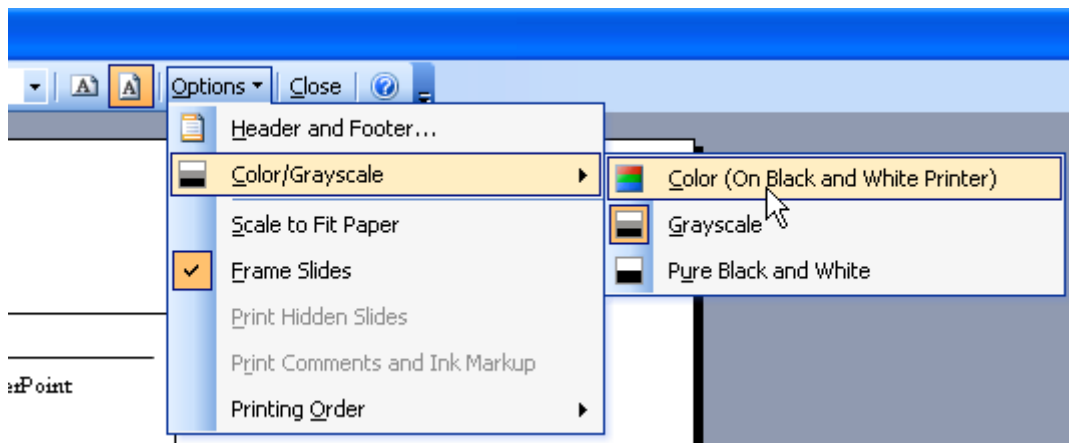 Options Close
Header and Footer...
Color/Grayscale
Color (On Black and White Printer)
Scale to Fit Paper
Grayscale
Frame Slides
Pure Black and White
Print Hidden Slides
Print Comments and Ink Markup
Printing Order